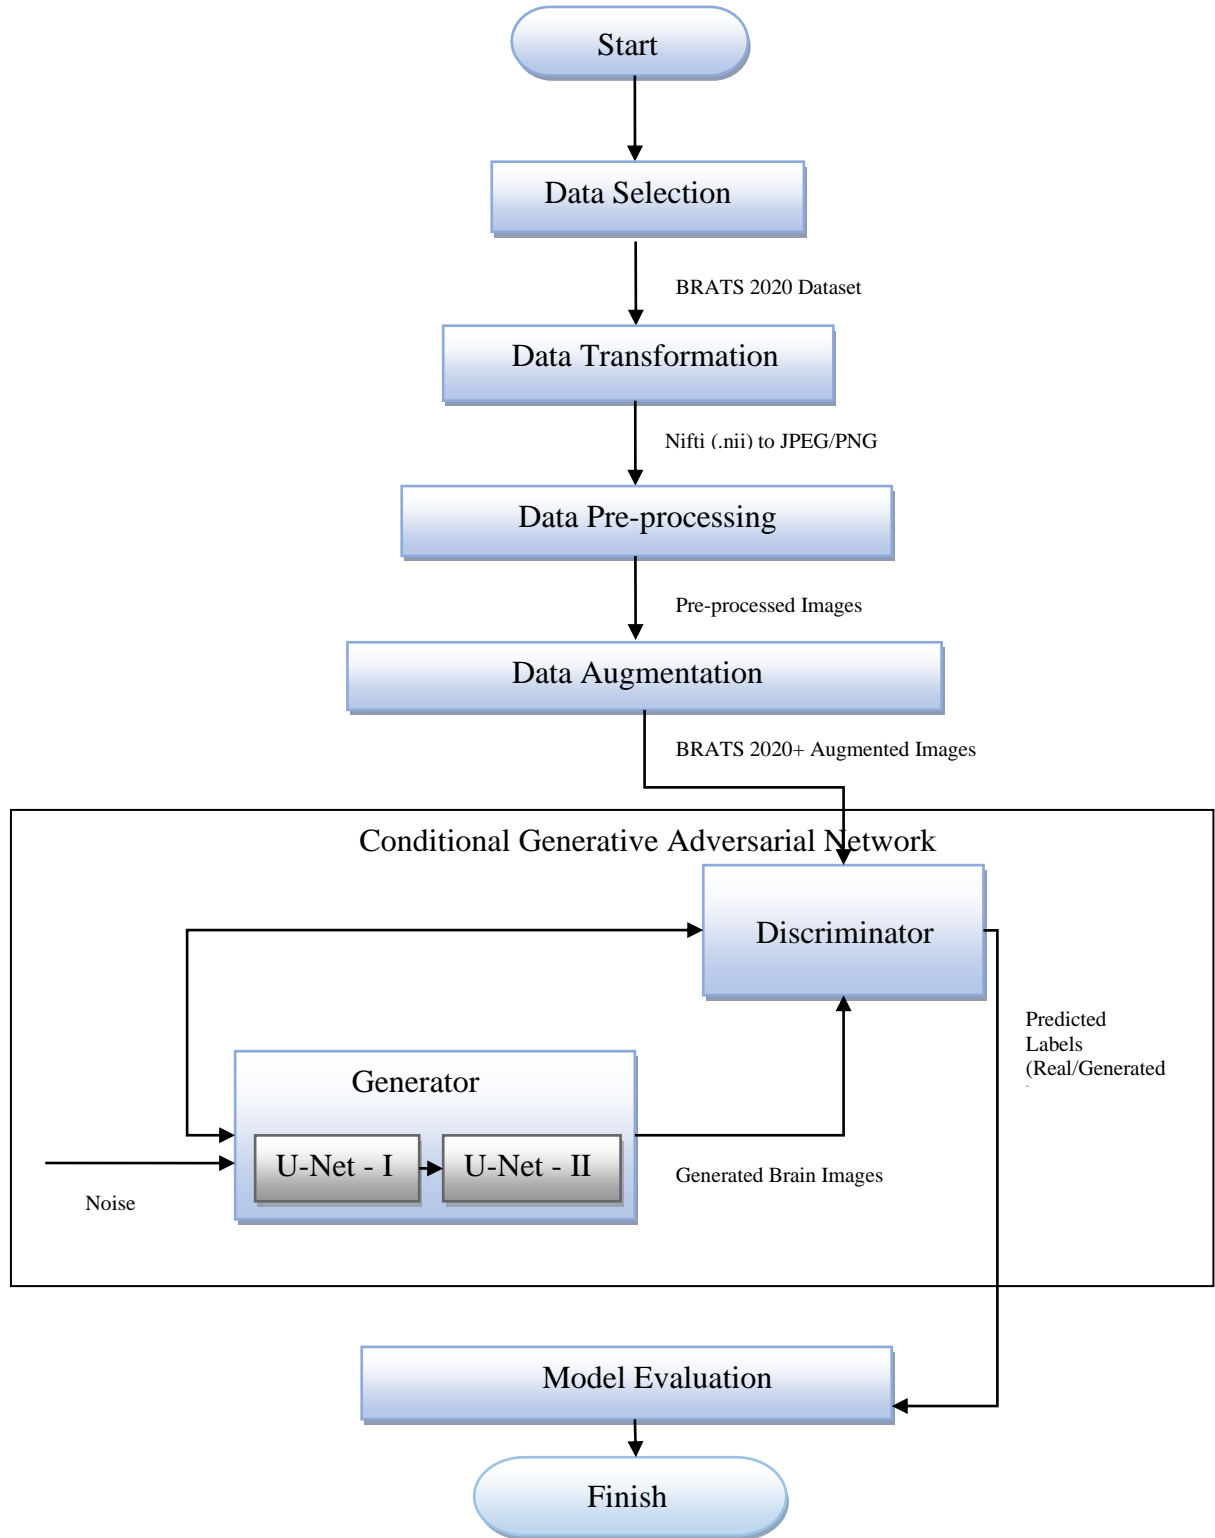 Start
Data Selection
BRATS 2020 Dataset
Data Transformation
Nifti (.nii) to JPEG/PNG
Data Pre-processing
Pre-processed Images
Data Augmentation
BRATS 2020+ Augmented Images
Conditional Generative Adversarial Network
Discriminator
Predicted
Labels
(Real/Generated
Generator
U-Net - I
U-Net - II
Generated Brain Images
Noise
Model Evaluation
Finish